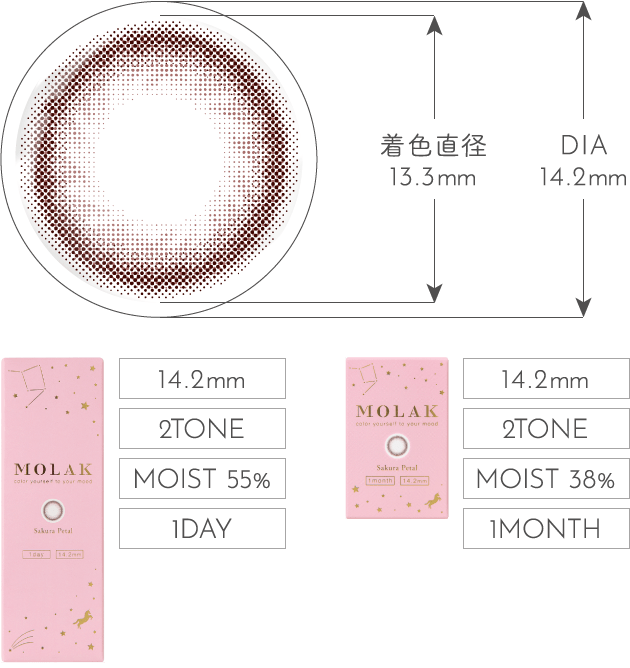 着色直径
13.3mm
DIA
14.2mm
MOLAK
color yourself to your mood
Sakura Petal
1day
14.2mm
14.2mm
2TONE
MOIST 55%
1DAY
MOLAK
color yourself to your mood
Sakura Petal
1month
14.2mm
14.2mm
2TONE
MOIST 38%
1MONTH